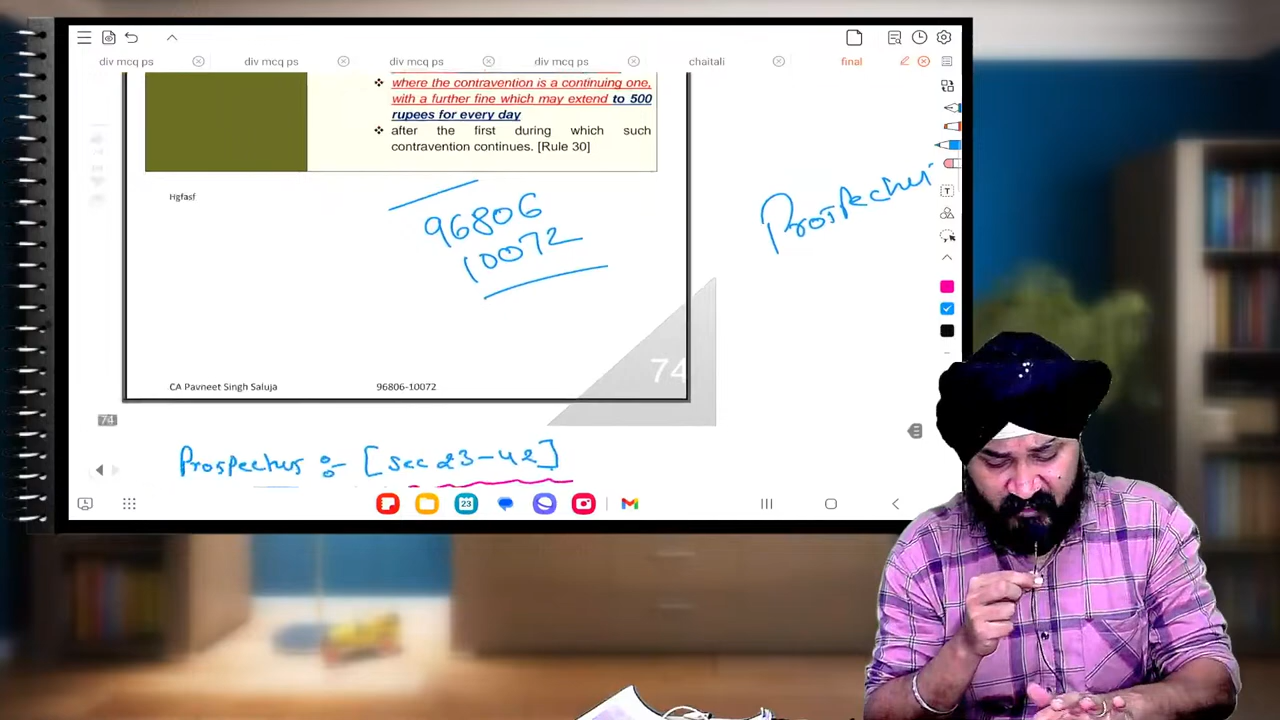 div mcq ps
div mcq ps
div mcq ps
div mcq ps
chaitali
final
where the contravention is a continuing one,
with a further fine which may extend to 500
rupees for every day
after the first during which such
contravention continues. [Rule 30]
Hgfasf
96806
10072
Prospectus
74
CA Pavneet Singh Saluja
96806-10072
74
Prospectus :- [Sec 23-42]
23